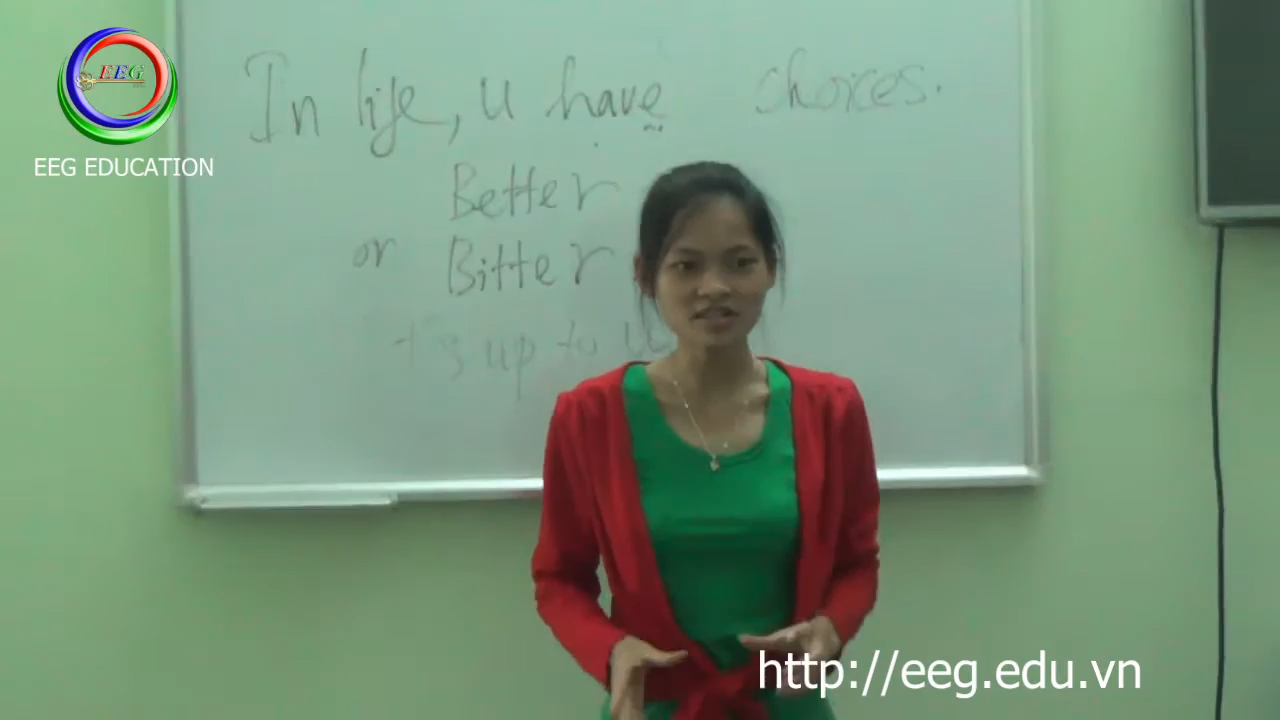 EEG
EEG EDUCATION
In life, u have choices.
Better
or Bitter
t's up to u
http://eeg.edu.vn